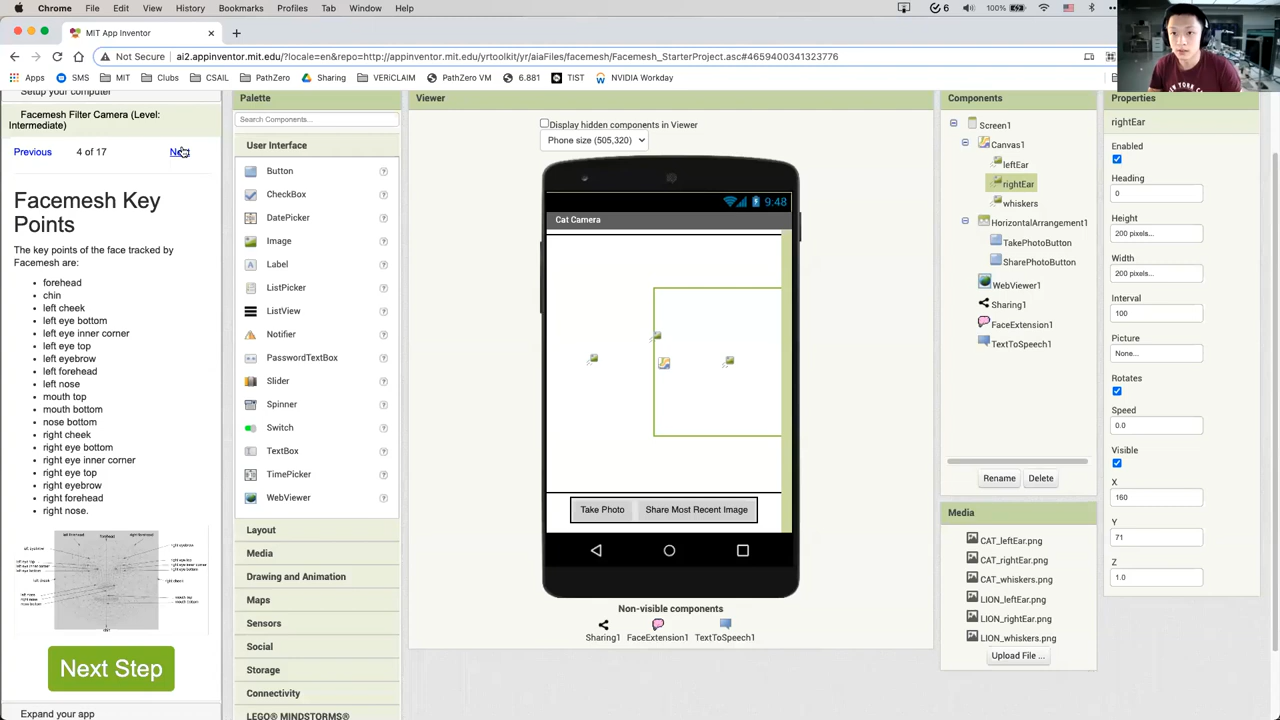 Chrome File Edit View History Bookmarks Profiles Tab Window Help
6
100%
MIT App Inventor
Not Secure ai2.appinventor.mit.edu/?locale=en&repo=http://appinventor.mit.edu/yrtoolkit/yr/aiaFiles/facemesh/Facemesh_StarterProject.asc#4659400341323776
Apps SMS MIT Clubs CSAIL PathZero Sharing VERICLAIM PathZero VM 6.881 TIST NVIDIA Workday
Setup your computer
Facemesh Filter Camera (Level:
Intermediate)
Previous 4 of 17 Next
Facemesh Key
Points
The key points of the face tracked by
Facemesh are:
forehead
chin
left cheek
left eye bottom
left eye inner corner
left eye top
left eyebrow
left forehead
left nose
mouth top
mouth bottom
nose bottom
right cheek
right eye bottom
right eye inner corner
right eye top
right eyebrow
right forehead
right nose.
Next Step
Expand your app
Palette
Search Components...
User Interface
Button ?
CheckBox ?
DatePicker ?
Image ?
Label ?
ListPicker ?
ListView ?
Notifier ?
PasswordTextBox ?
Slider ?
Spinner ?
Switch ?
TextBox ?
TimePicker ?
WebViewer ?
Layout
Media
Drawing and Animation
Maps
Sensors
Social
Storage
Connectivity
LEGO® MINDSTORMS®
Viewer
Display hidden components in Viewer
Phone size (505,320)
9:48
Cat Camera
Take Photo Share Most Recent Image
Non-visible components
Sharing1 FaceExtension1 TextToSpeech1
Components
Screen1
Canvas1
leftEar
rightEar
whiskers
HorizontalArrangement1
TakePhotoButton
SharePhotoButton
WebViewer1
Sharing1
FaceExtension1
TextToSpeech1
Rename Delete
Media
CAT_leftEar.png
CAT_rightEar.png
CAT_whiskers.png
LION_leftEar.png
LION_rightEar.png
LION_whiskers.png
Upload File ...
Properties
rightEar
Enabled
Heading
0
Height
200 pixels...
Width
200 pixels...
Interval
100
Picture
None...
Rotates
Speed
0.0
Visible
X
160
Y
71
Z
1.0